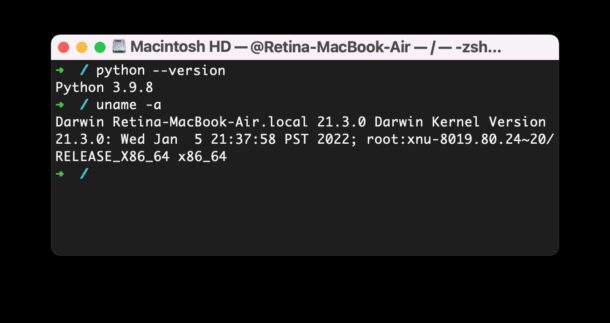 Macintosh HD — @Retina-MacBook-Air — / — -zsh...
➜ / python --version
Python 3.9.8
➜ / uname -a
Darwin Retina-MacBook-Air.local 21.3.0 Darwin Kernel Version
21.3.0: Wed Jan  5 21:37:58 PST 2022; root:xnu-8019.80.24~20/
RELEASE_X86_64 x86_64
➜ /